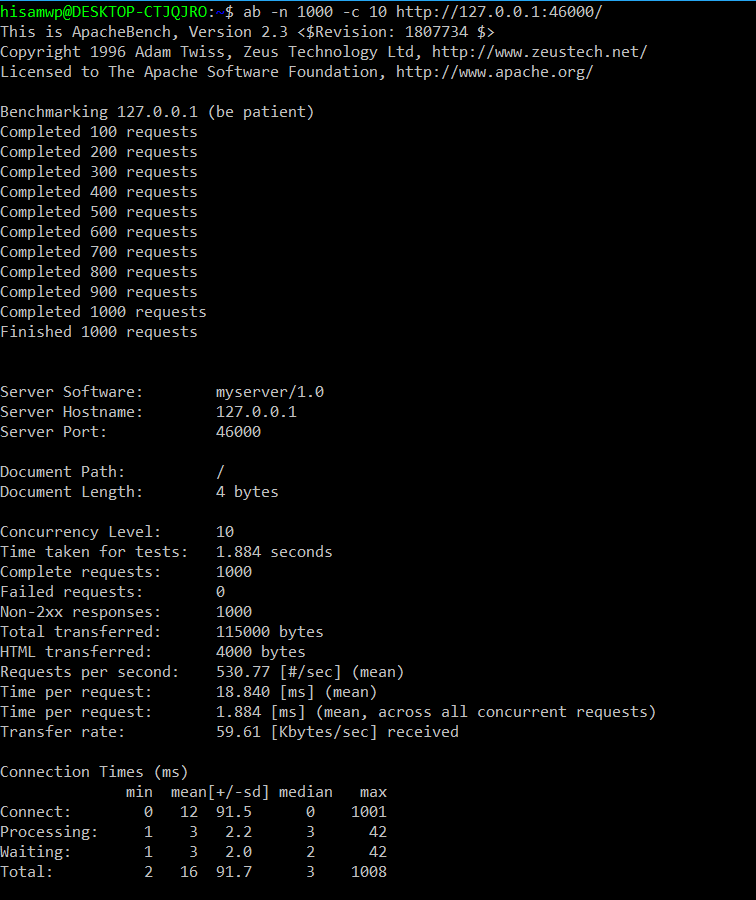 hisamwp@DESKTOP-CTJQJRO:~$ ab -n 1000 -c 10 http://127.0.0.1:46000/
This is ApacheBench, Version 2.3 <$Revision: 1807734 $>
Copyright 1996 Adam Twiss, Zeus Technology Ltd, http://www.zeustech.net/
Licensed to The Apache Software Foundation, http://www.apache.org/

Benchmarking 127.0.0.1 (be patient)
Completed 100 requests
Completed 200 requests
Completed 300 requests
Completed 400 requests
Completed 500 requests
Completed 600 requests
Completed 700 requests
Completed 800 requests
Completed 900 requests
Completed 1000 requests
Finished 1000 requests


Server Software:        myserver/1.0
Server Hostname:        127.0.0.1
Server Port:            46000

Document Path:          /
Document Length:        4 bytes

Concurrency Level:      10
Time taken for tests:   1.884 seconds
Complete requests:      1000
Failed requests:        0
Non-2xx responses:      1000
Total transferred:      115000 bytes
HTML transferred:       4000 bytes
Requests per second:    530.77 [#/sec] (mean)
Time per request:       18.840 [ms] (mean)
Time per request:       1.884 [ms] (mean, across all concurrent requests)
Transfer rate:          59.61 [Kbytes/sec] received

Connection Times (ms)
              min  mean[+/-sd] median   max
Connect:        0   12  91.5      0    1001
Processing:     1    3   2.2      3      42
Waiting:        1    3   2.0      2      42
Total:          2   16  91.7      3    1008